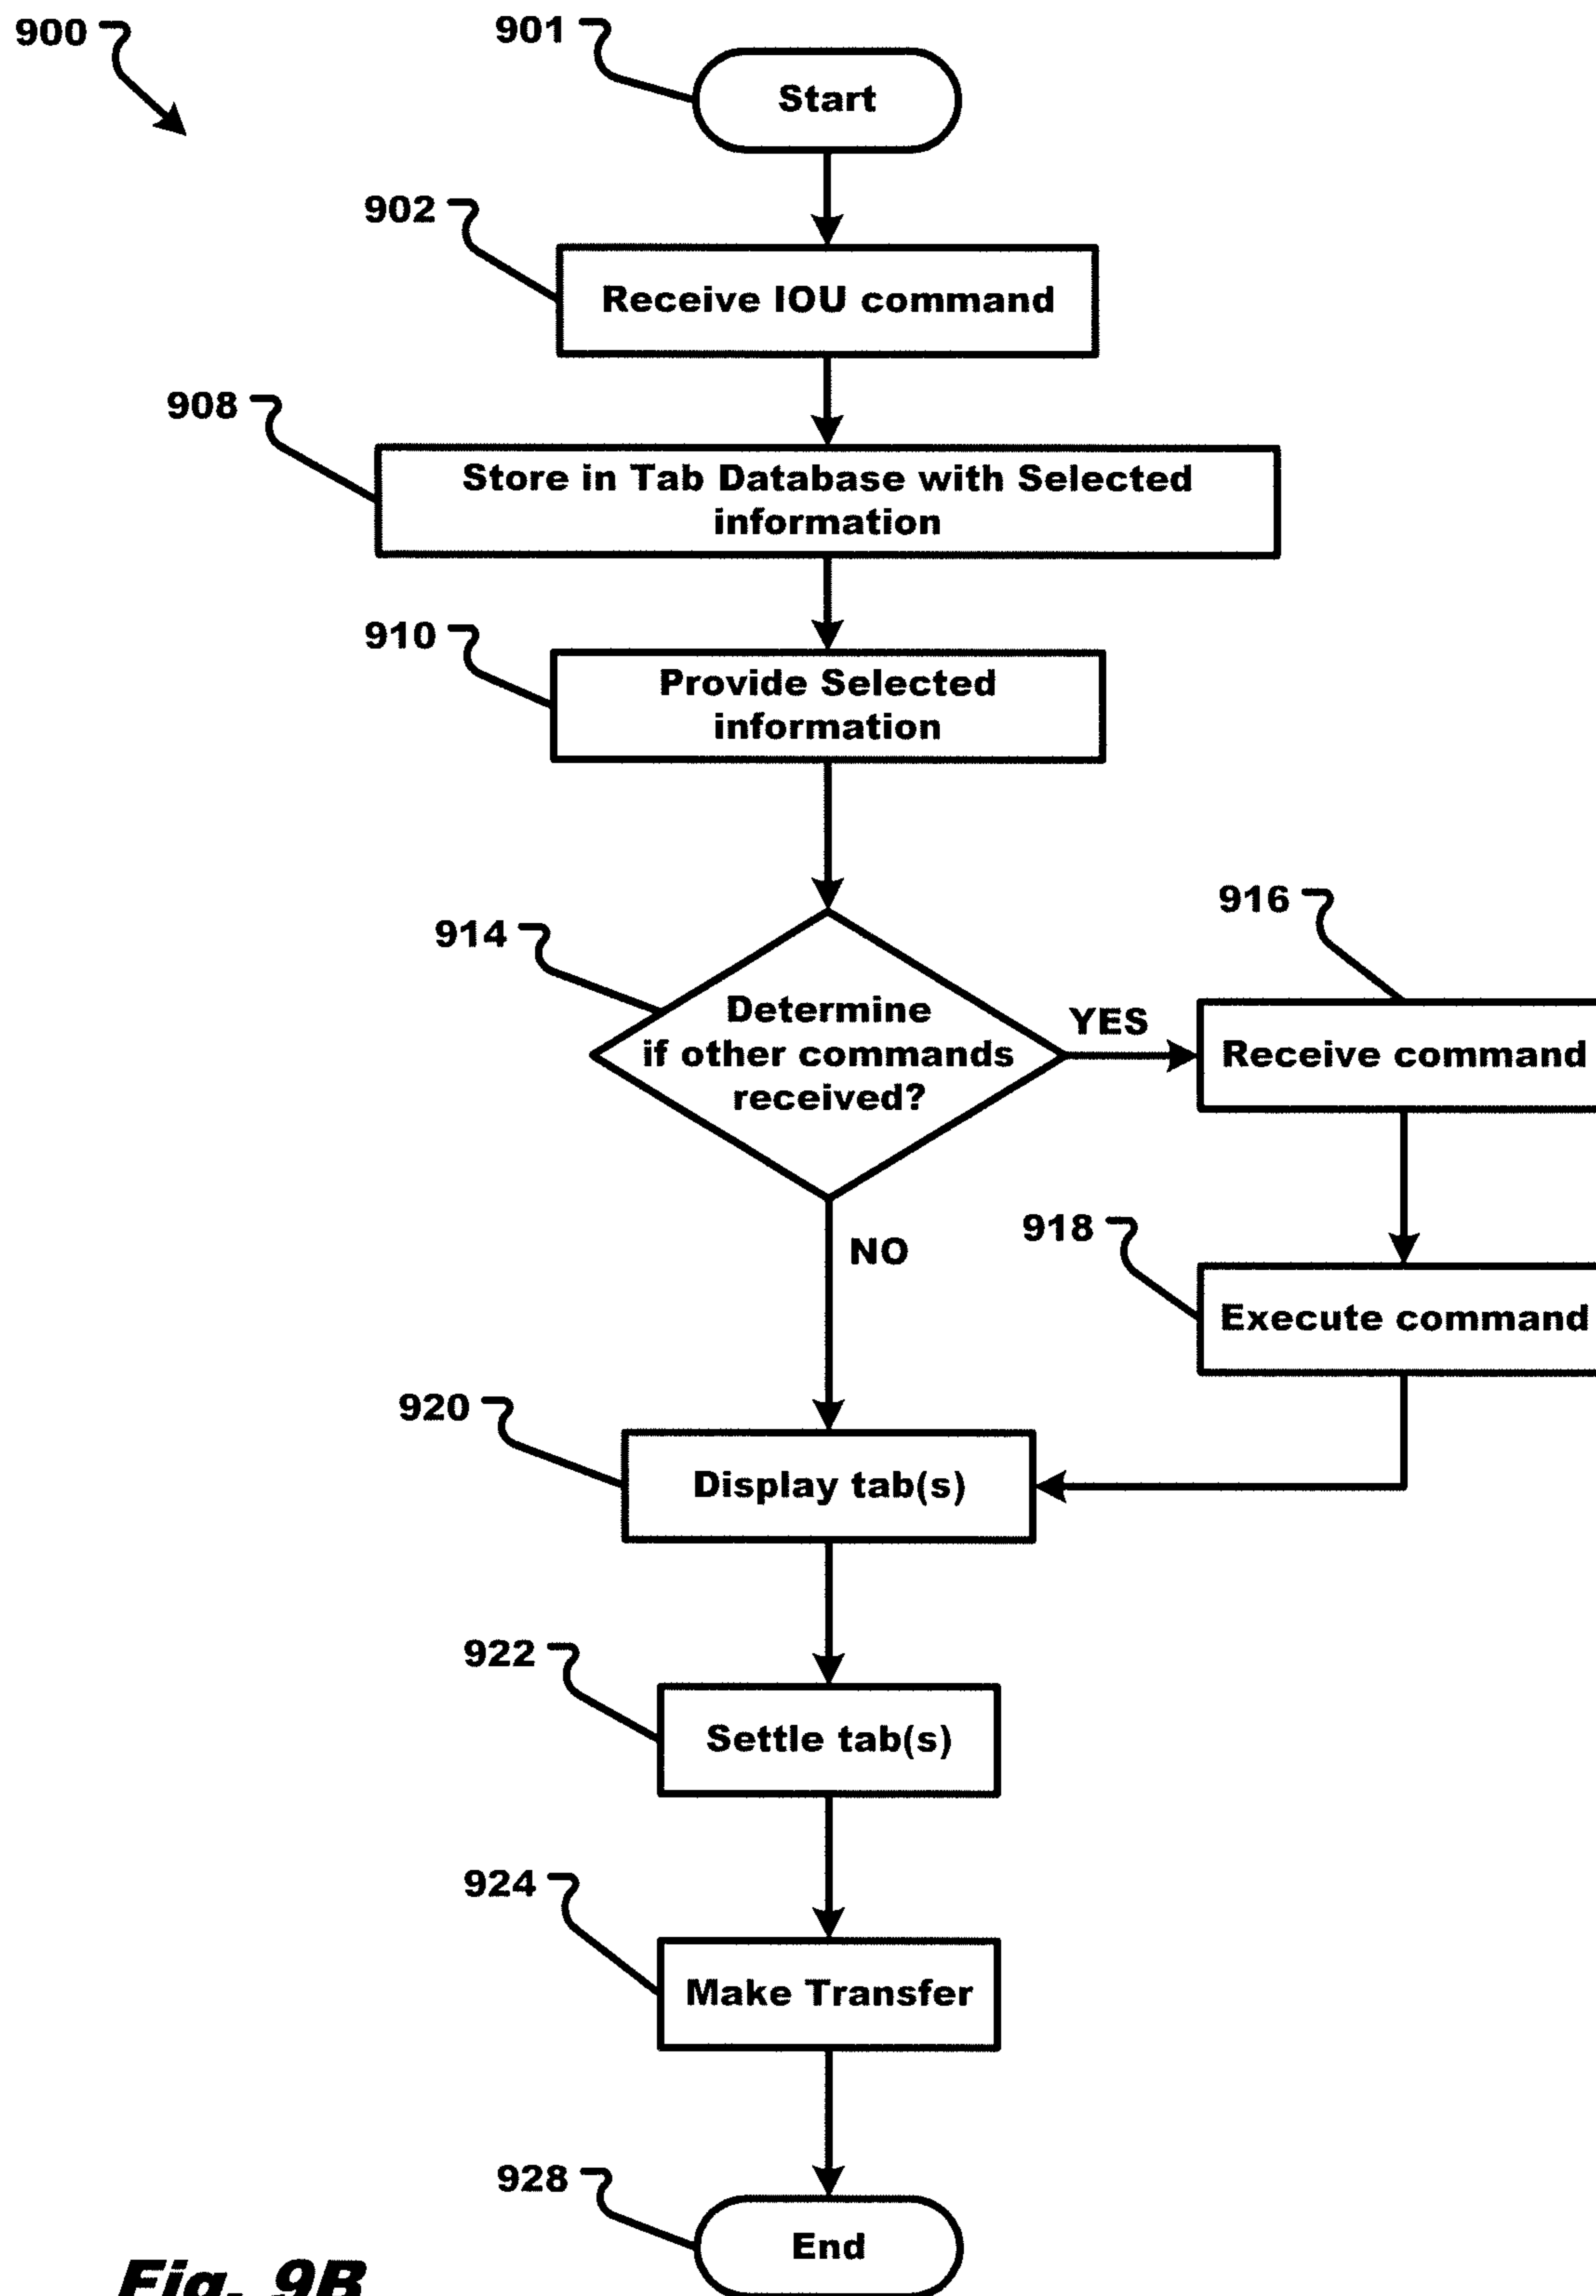 900
901
Start
902
Receive IOU command
908
Store in Tab Database with Selected
information
910
Provide Selected
information
914
Determine
if other commands
received?
YES
916
Receive command
NO
918
Execute command
920
Display tab(s)
922
Settle tab(s)
924
Make Transfer
928
End
Fig. 9B